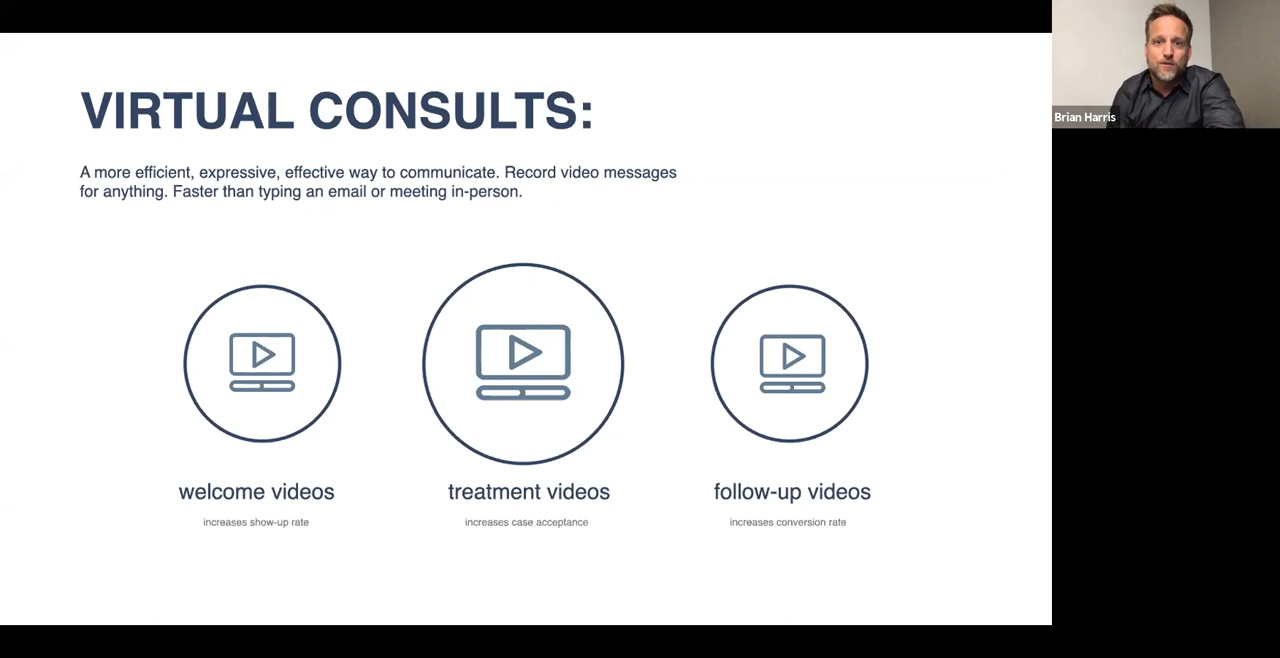 VIRTUAL CONSULTS:
A more efficient, expressive, effective way to communicate. Record video messages
for anything. Faster than typing an email or meeting in-person.
welcome videos
increases show-up rate
treatment videos
increases case acceptance
follow-up videos
increases conversion rate
Brian Harris